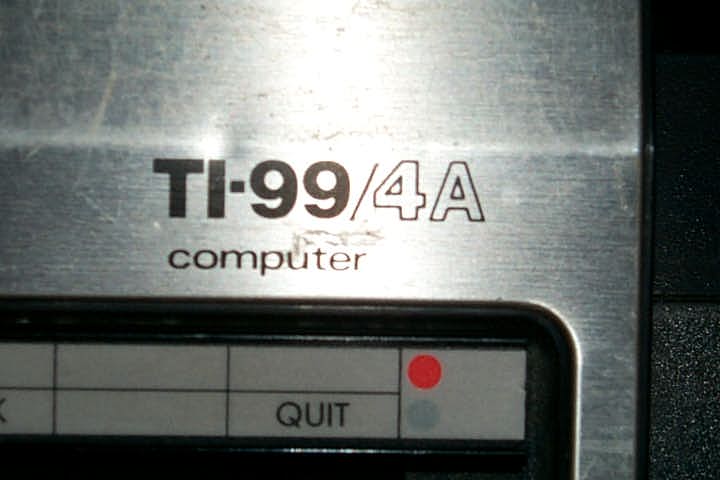 TI-99/4A
computer
K QUIT